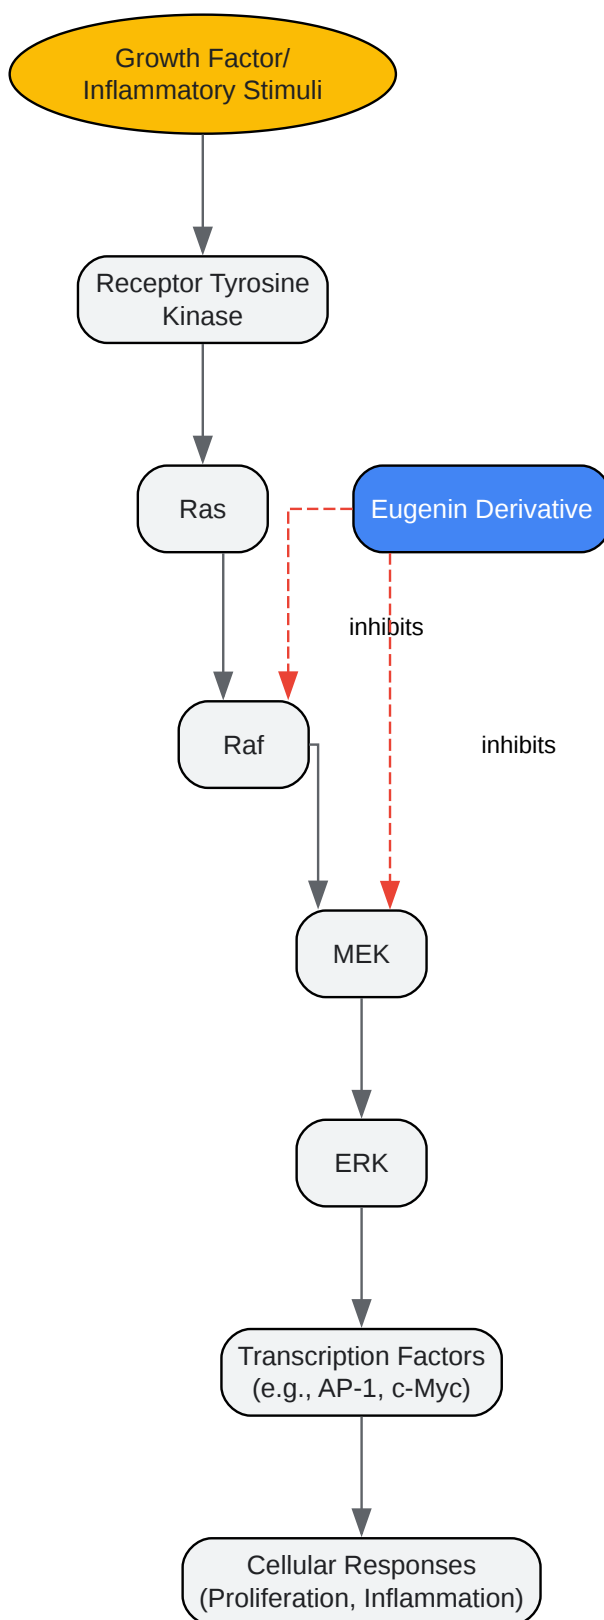 Growth Factor/
Inflammatory Stimuli
Receptor Tyrosine
Kinase
Ras
Eugenin Derivative
inhibits
Raf
inhibits
MEK
ERK
Transcription Factors
(e.g., AP-1, c-Myc)
Cellular Responses
(Proliferation, Inflammation)